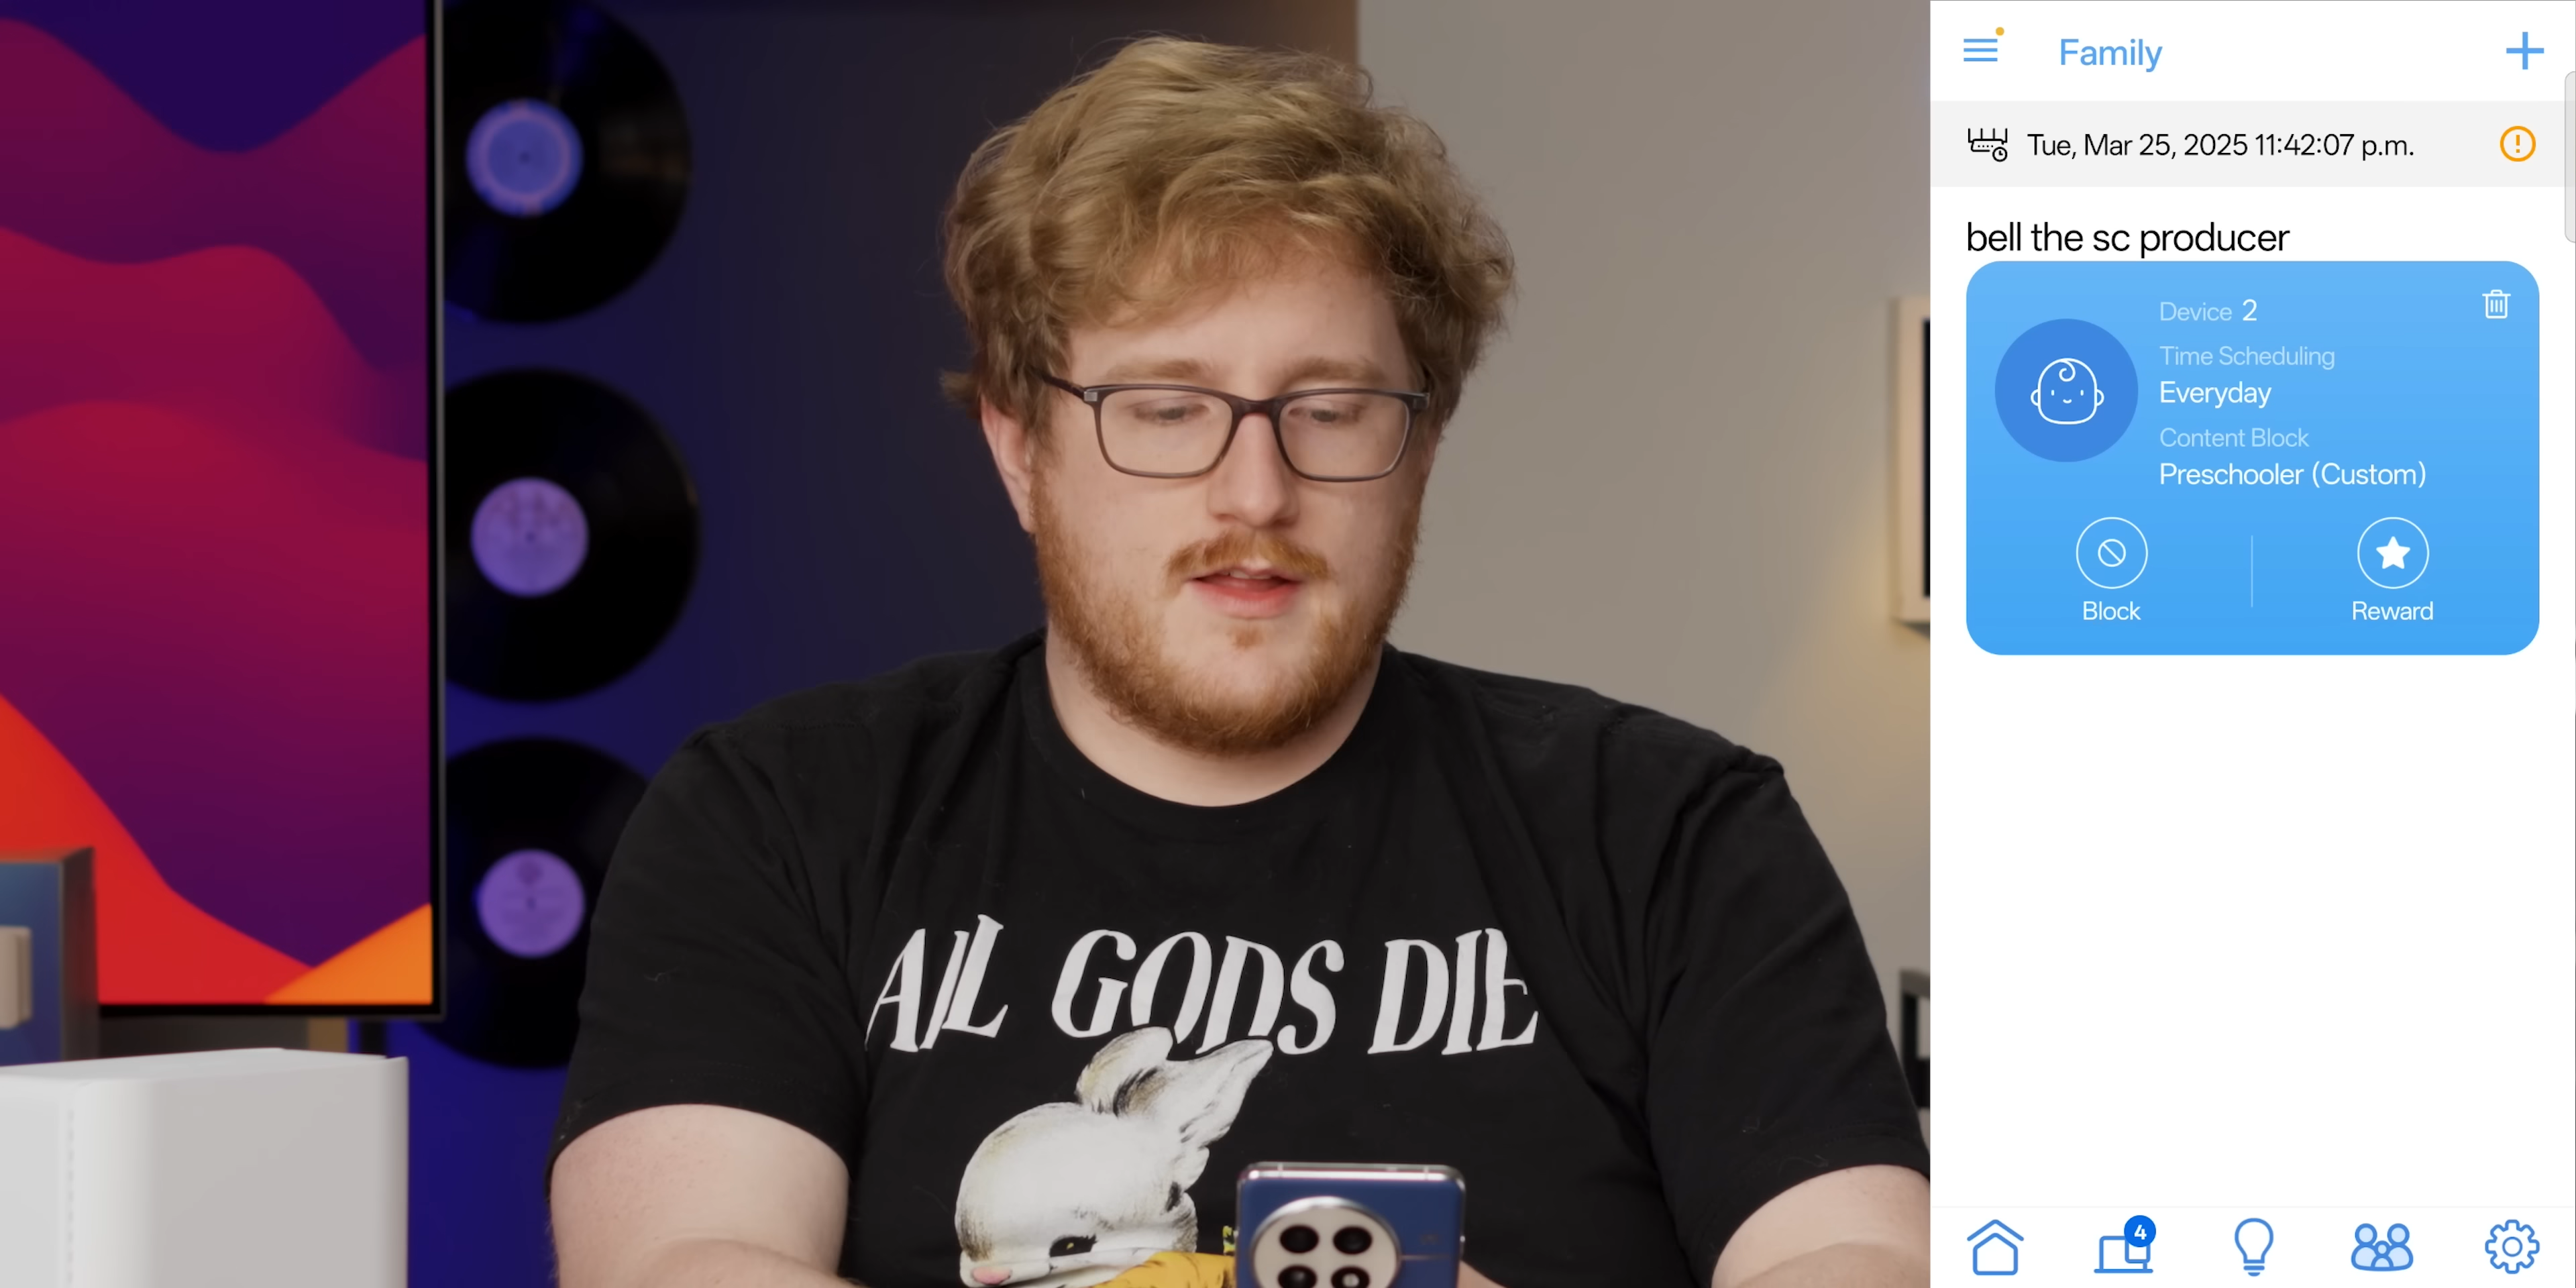 ALL GODS DIE
Family
Tue, Mar 25, 2025 11:42:07 p.m.
bell the sc producer
Device 2
Time Scheduling
Everyday
Content Block
Preschooler (Custom)
Block
Reward
4